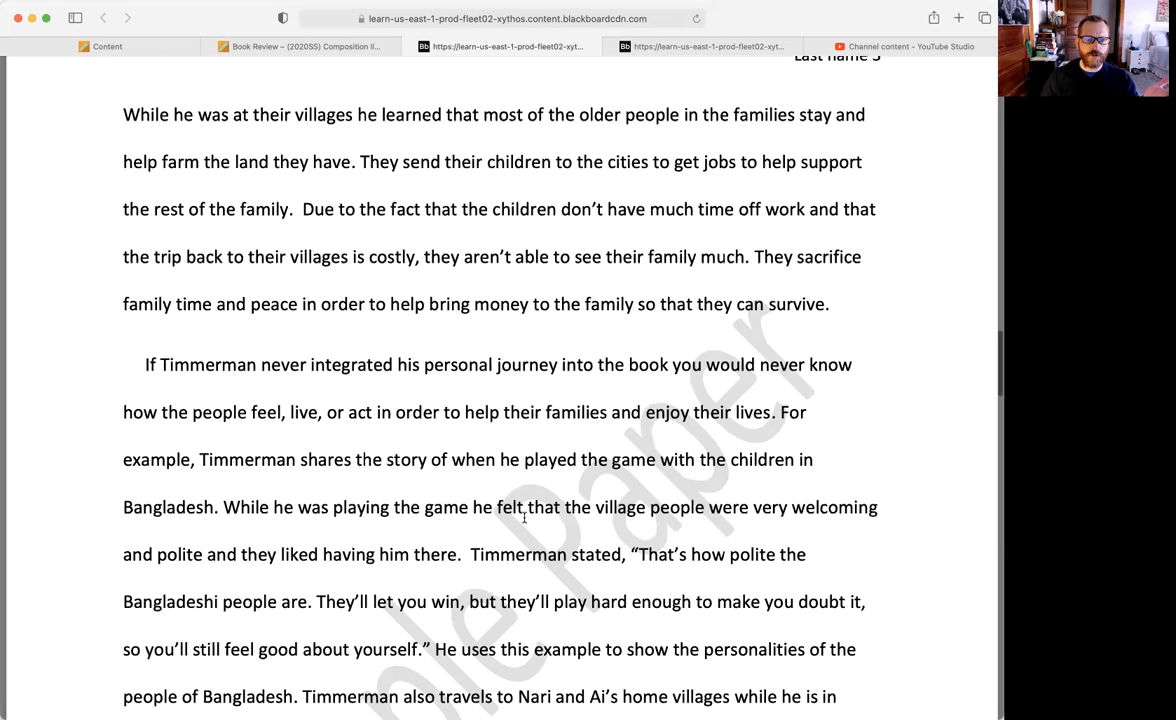 learn-us-east-1-prod-fleet02-xythos.content.blackboardcdn.com
Content
Book Review – (2020SS) Composition II...
Bb https://learn-us-east-1-prod-fleet02-xyt...
Bb https://learn-us-east-1-prod-fleet02-xyt...
Channel content - YouTube Studio
Last name 3
While he was at their villages he learned that most of the older people in the families stay and
help farm the land they have. They send their children to the cities to get jobs to help support
the rest of the family.  Due to the fact that the children don’t have much time off work and that
the trip back to their villages is costly, they aren’t able to see their family much. They sacrifice
family time and peace in order to help bring money to the family so that they can survive.
If Timmerman never integrated his personal journey into the book you would never know
how the people feel, live, or act in order to help their families and enjoy their lives. For
example, Timmerman shares the story of when he played the game with the children in
Bangladesh. While he was playing the game he felt that the village people were very welcoming
and polite and they liked having him there.  Timmerman stated, “That’s how polite the
Bangladeshi people are. They’ll let you win, but they’ll play hard enough to make you doubt it,
so you’ll still feel good about yourself.” He uses this example to show the personalities of the
people of Bangladesh. Timmerman also travels to Nari and Ai’s home villages while he is in
ple Paper